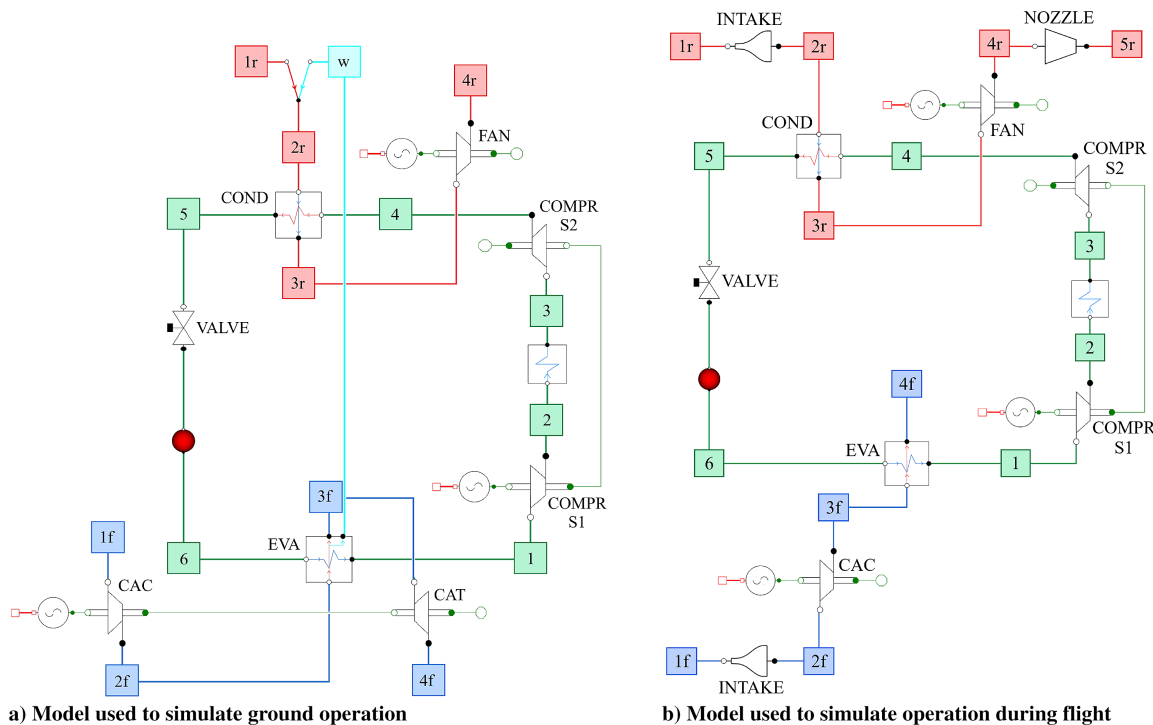 1r
w
4r
FAN
2r
COND
5
4
COMPR
S2
3r
3
VALVE
2
3f
COMPR
S1
1f
EVA
6
1
CAC
CAT
2f
4f
a) Model used to simulate ground operation
INTAKE
NOZZLE
1r
2r
4r
5r
FAN
COND
5
4
COMPR
S2
3r
3
VALVE
2
4f
COMPR
S1
EVA
6
1
3f
CAC
1f
2f
INTAKE
b) Model used to simulate operation during flight